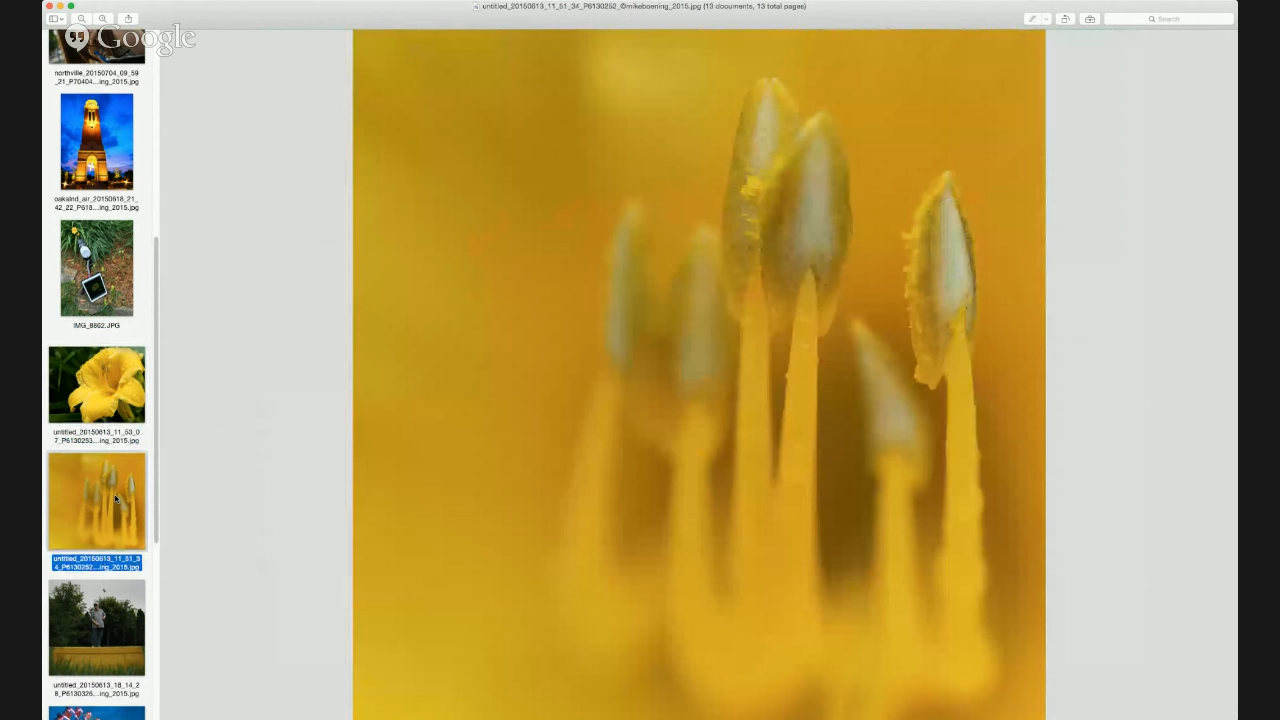 untitled_20150613_11_51_34_P6130252_©mikeboening_2015.jpg (13 documents, 13 total pages)
Search
Google
northville_20150704_09_59
_21_P70404...ing_2015.jpg
oakalnd_air_20150618_21_
42_22_P618...ing_2015.jpg
IMG_8862.JPG
untitled_20150613_11_53_0
7_P6130253...ing_2015.jpg
untitled_20150613_11_51_3
4_P6130252...ing_2015.jpg
untitled_20150613_18_14_2
8_P6130326...ing_2015.jpg